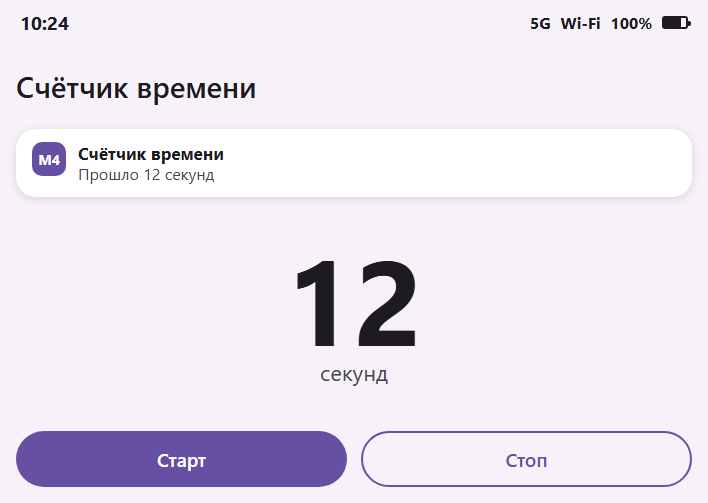 10:24 5G Wi-Fi 100%
Счётчик времени
M4
Счётчик времени
Прошло 12 секунд
12
секунд
Старт Стоп